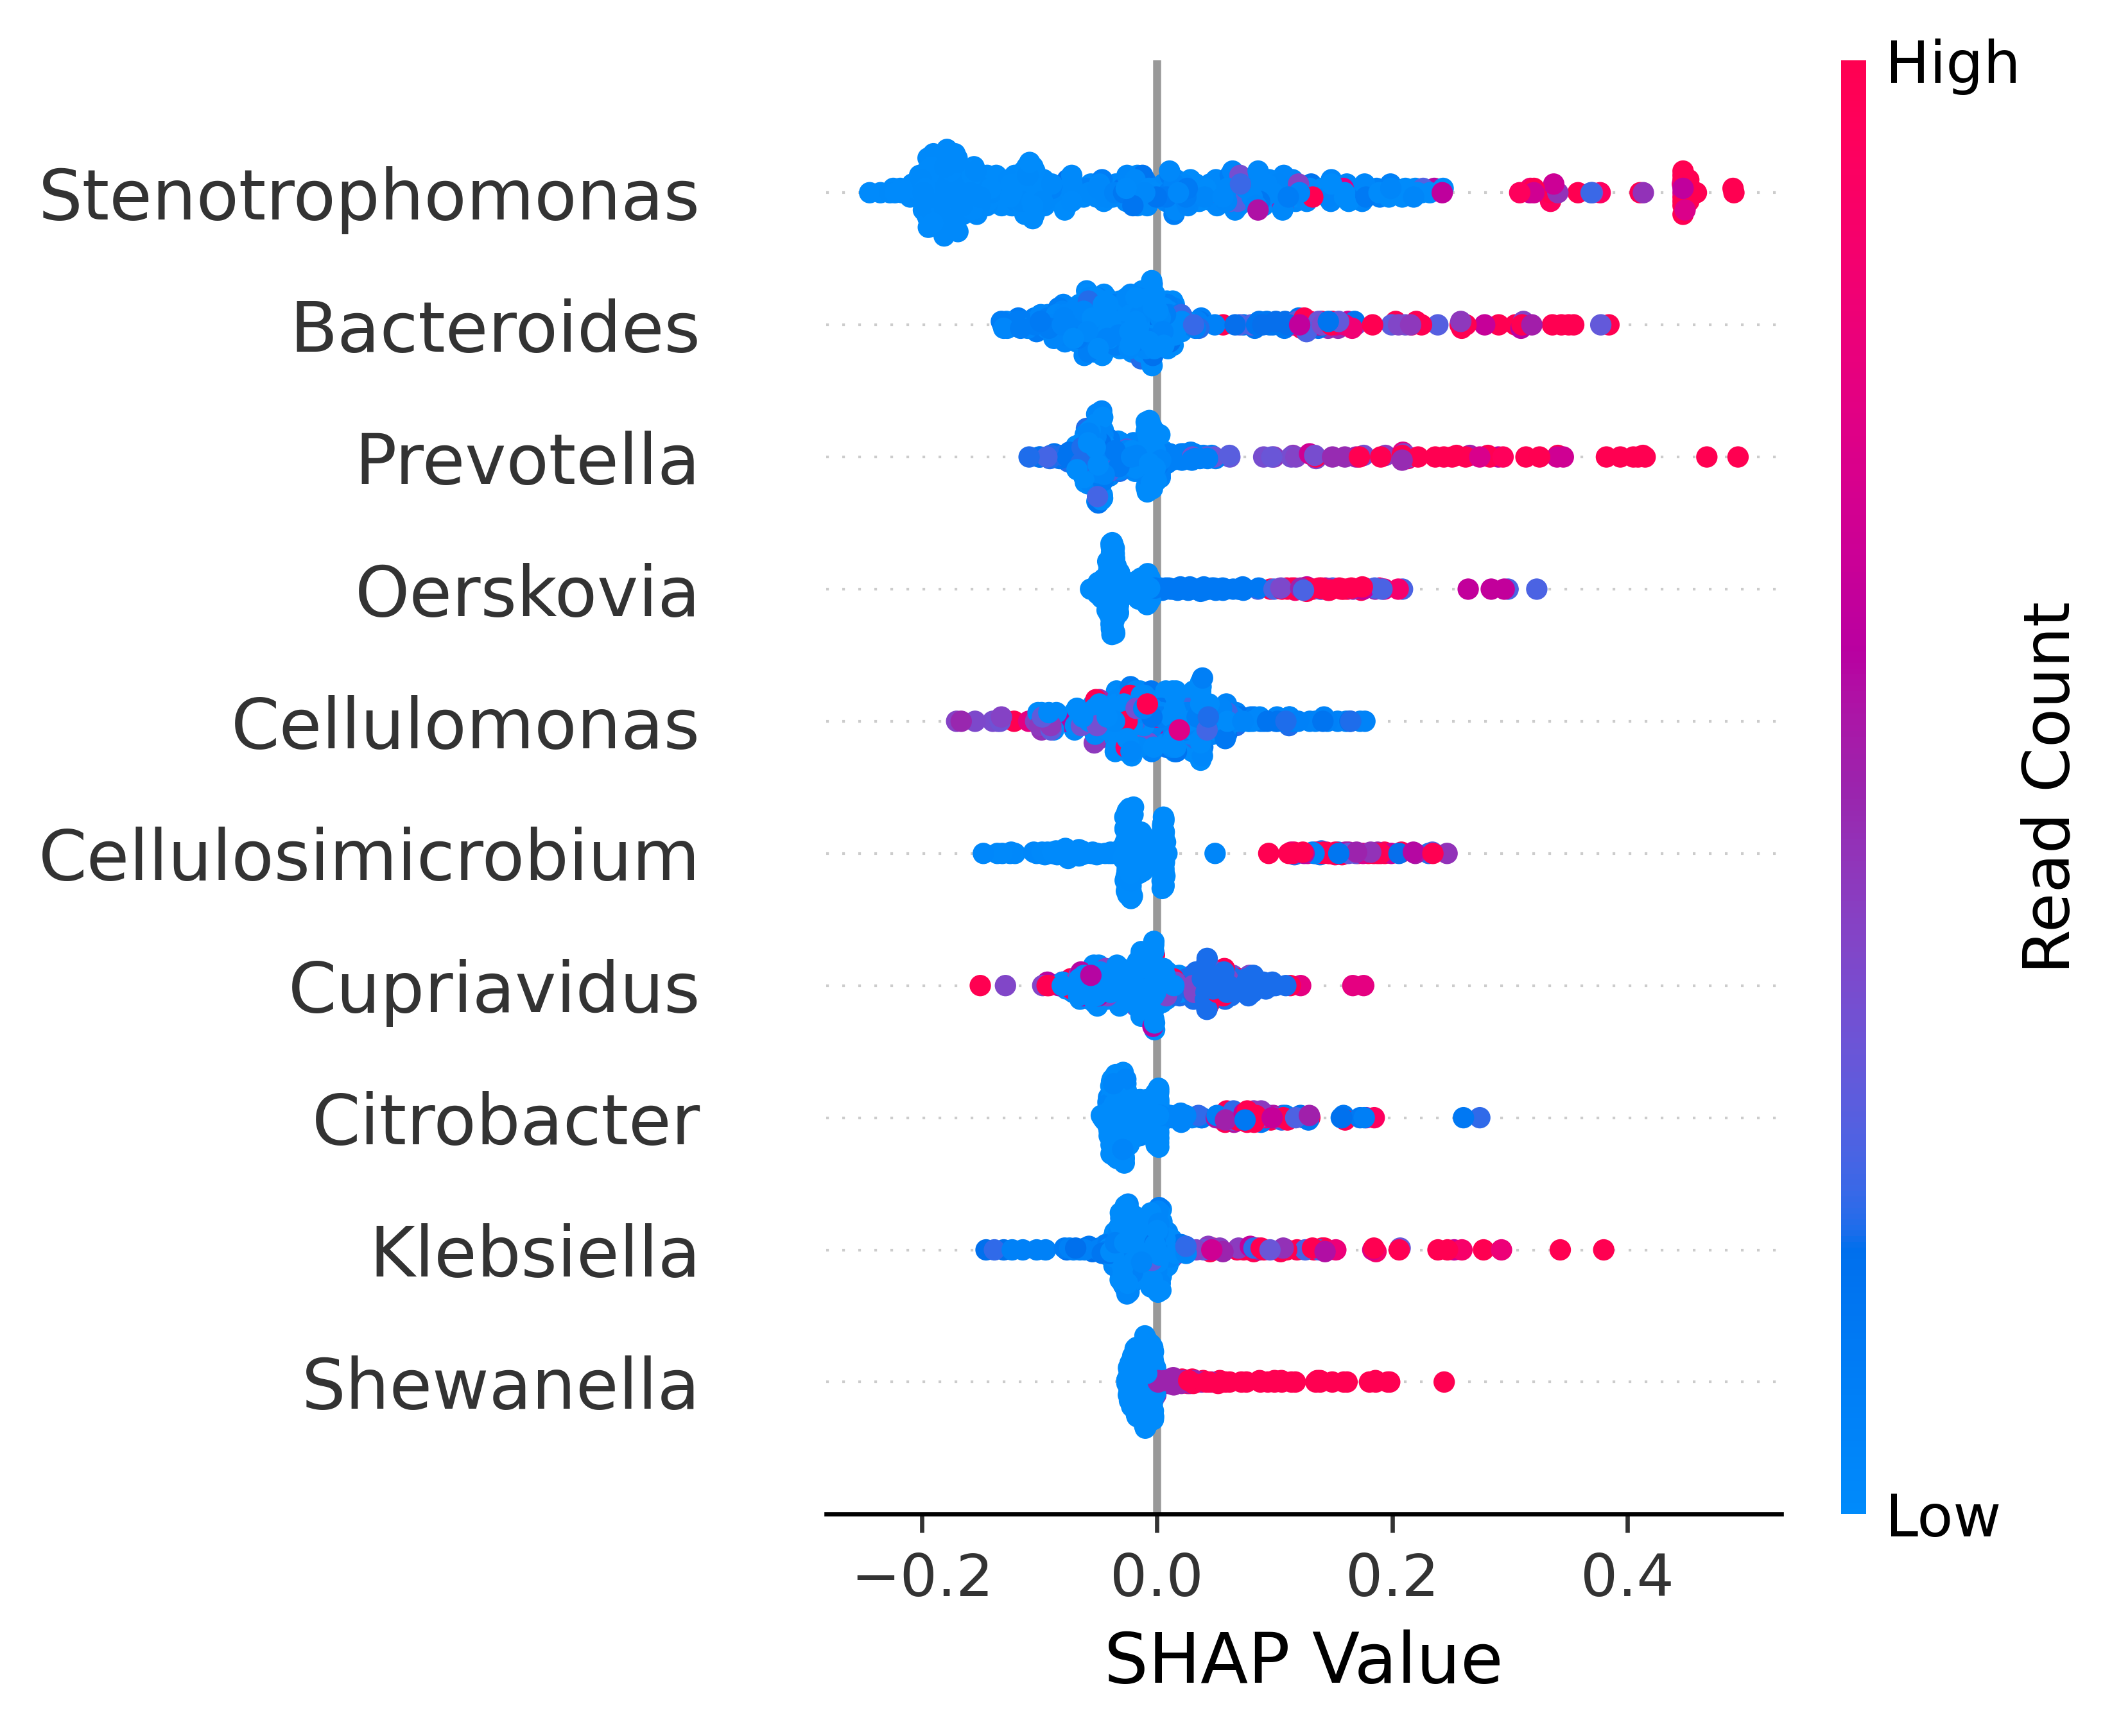 High
Stenotrophomonas
Bacteroides
Prevotella
Oerskovia
Cellulomonas
Cellulosimicrobium
Cupriavidus
Citrobacter
Klebsiella
Shewanella
Read Count
Low
−0.2 0.0 0.2 0.4
SHAP Value